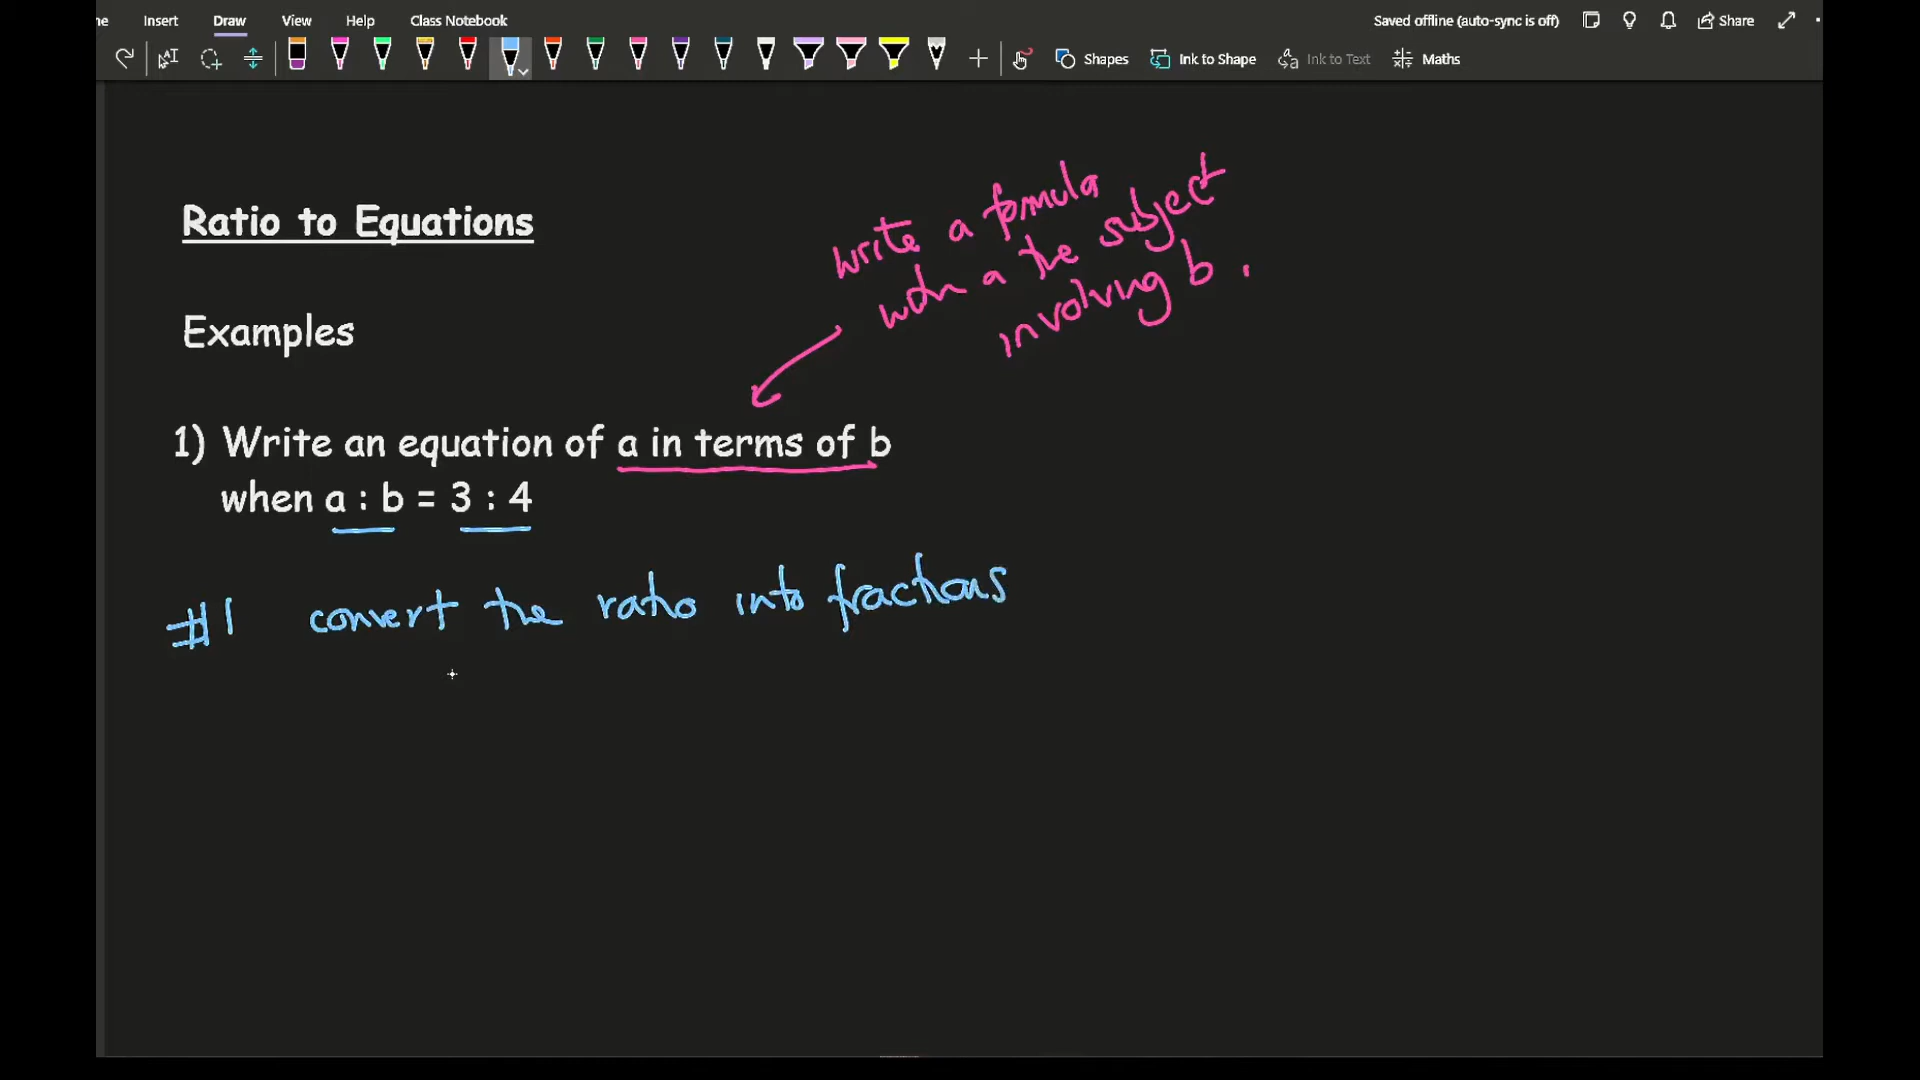 ne Insert Draw View Help Class Notebook Saved offline (auto-sync is off) Share
Shapes Ink to Shape Ink to Text Maths
Ratio to Equations
write a formula
with a the subject
involving b.
Examples
1) Write an equation of a in terms of b
when a : b = 3 : 4
#1 convert the ratio into fractions